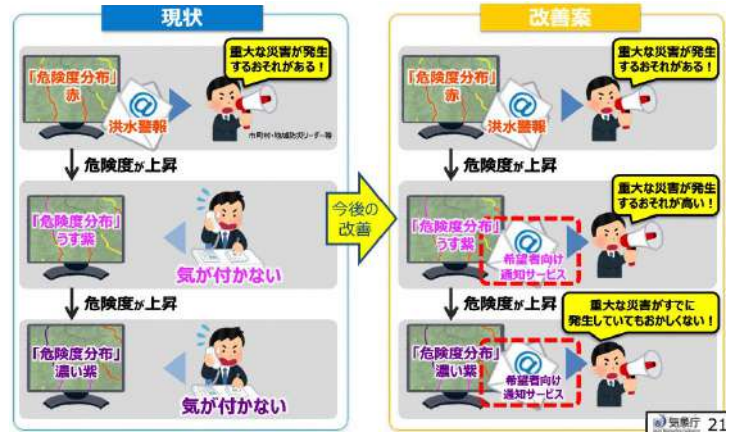 現状
「危険度分布」
赤
@
洪水警報
重大な災害が発生
するおそれがある！
市町村・地域防災リーダー等
危険度が上昇
「危険度分布」
うす紫
気が付かない
危険度が上昇
「危険度分布」
濃い紫
気が付かない
今後の
改善
改善案
「危険度分布」
赤
@
洪水警報
重大な災害が発生
するおそれがある！
危険度が上昇
「危険度分布」
うす紫
@
希望者向け
通知サービス
重大な災害が発生
するおそれが高い！
危険度が上昇
「危険度分布」
濃い紫
@
希望者向け
通知サービス
重大な災害がすでに
発生していてもおかしくない！
気象庁 21